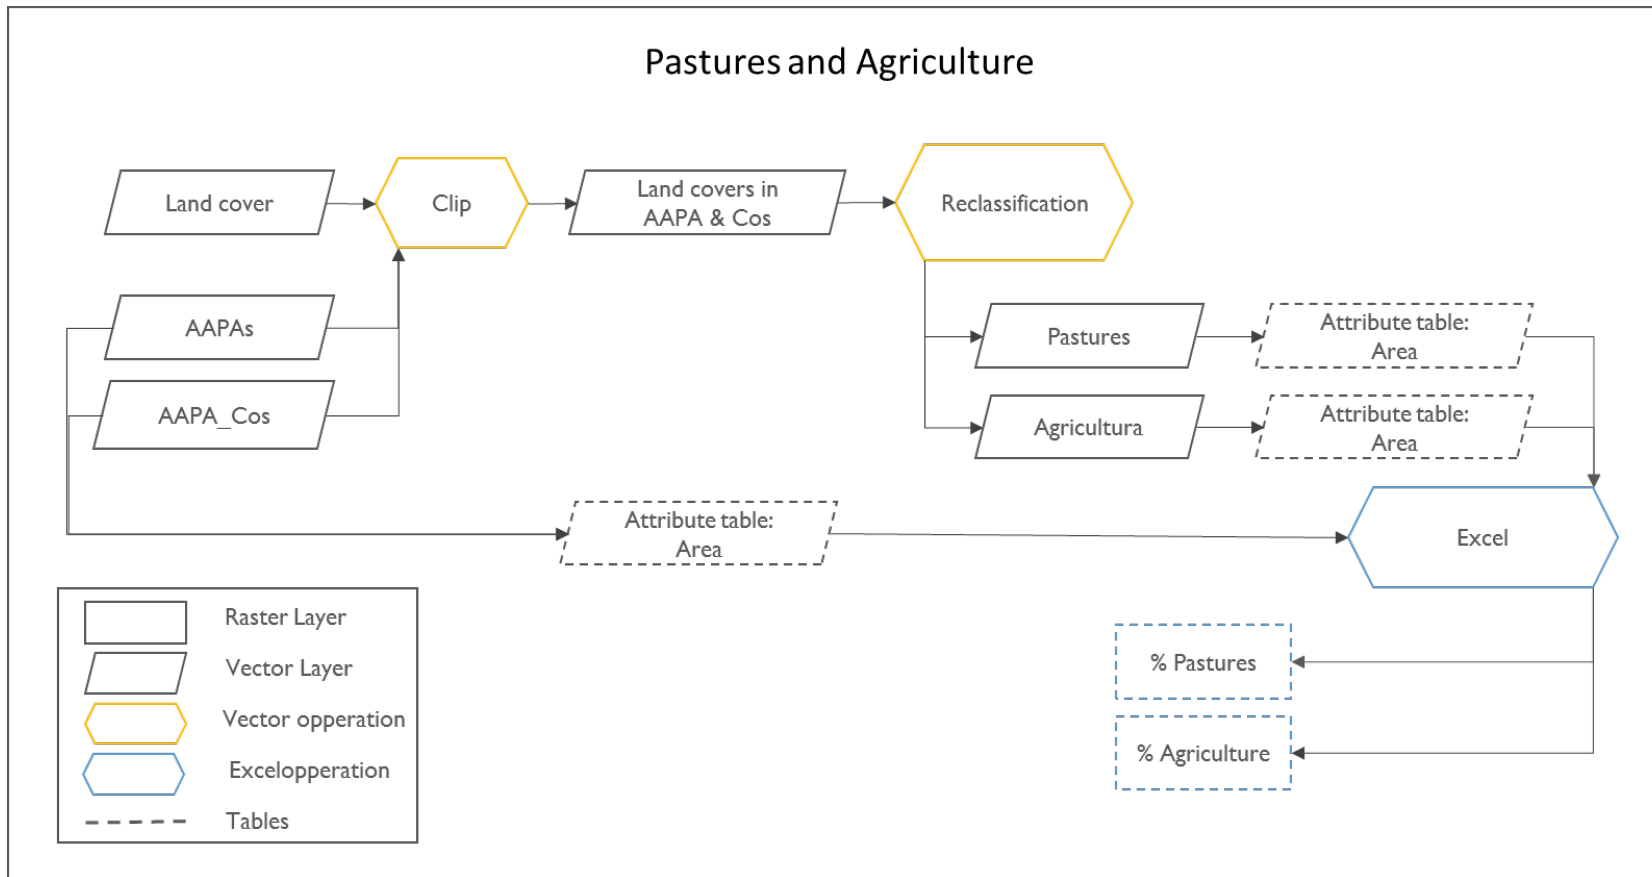 Pastures and Agriculture
Land cover
Clip
Land covers in
AAPA & Cos
Reclassification
AAPAs
Pastures
Attribute table:
Area
AAPA_Cos
Agricultura
Attribute table:
Area
Attribute table:
Area
Excel
Raster Layer
Vector Layer
Vector opperation
Excelopperation
Tables
% Pastures
% Agriculture